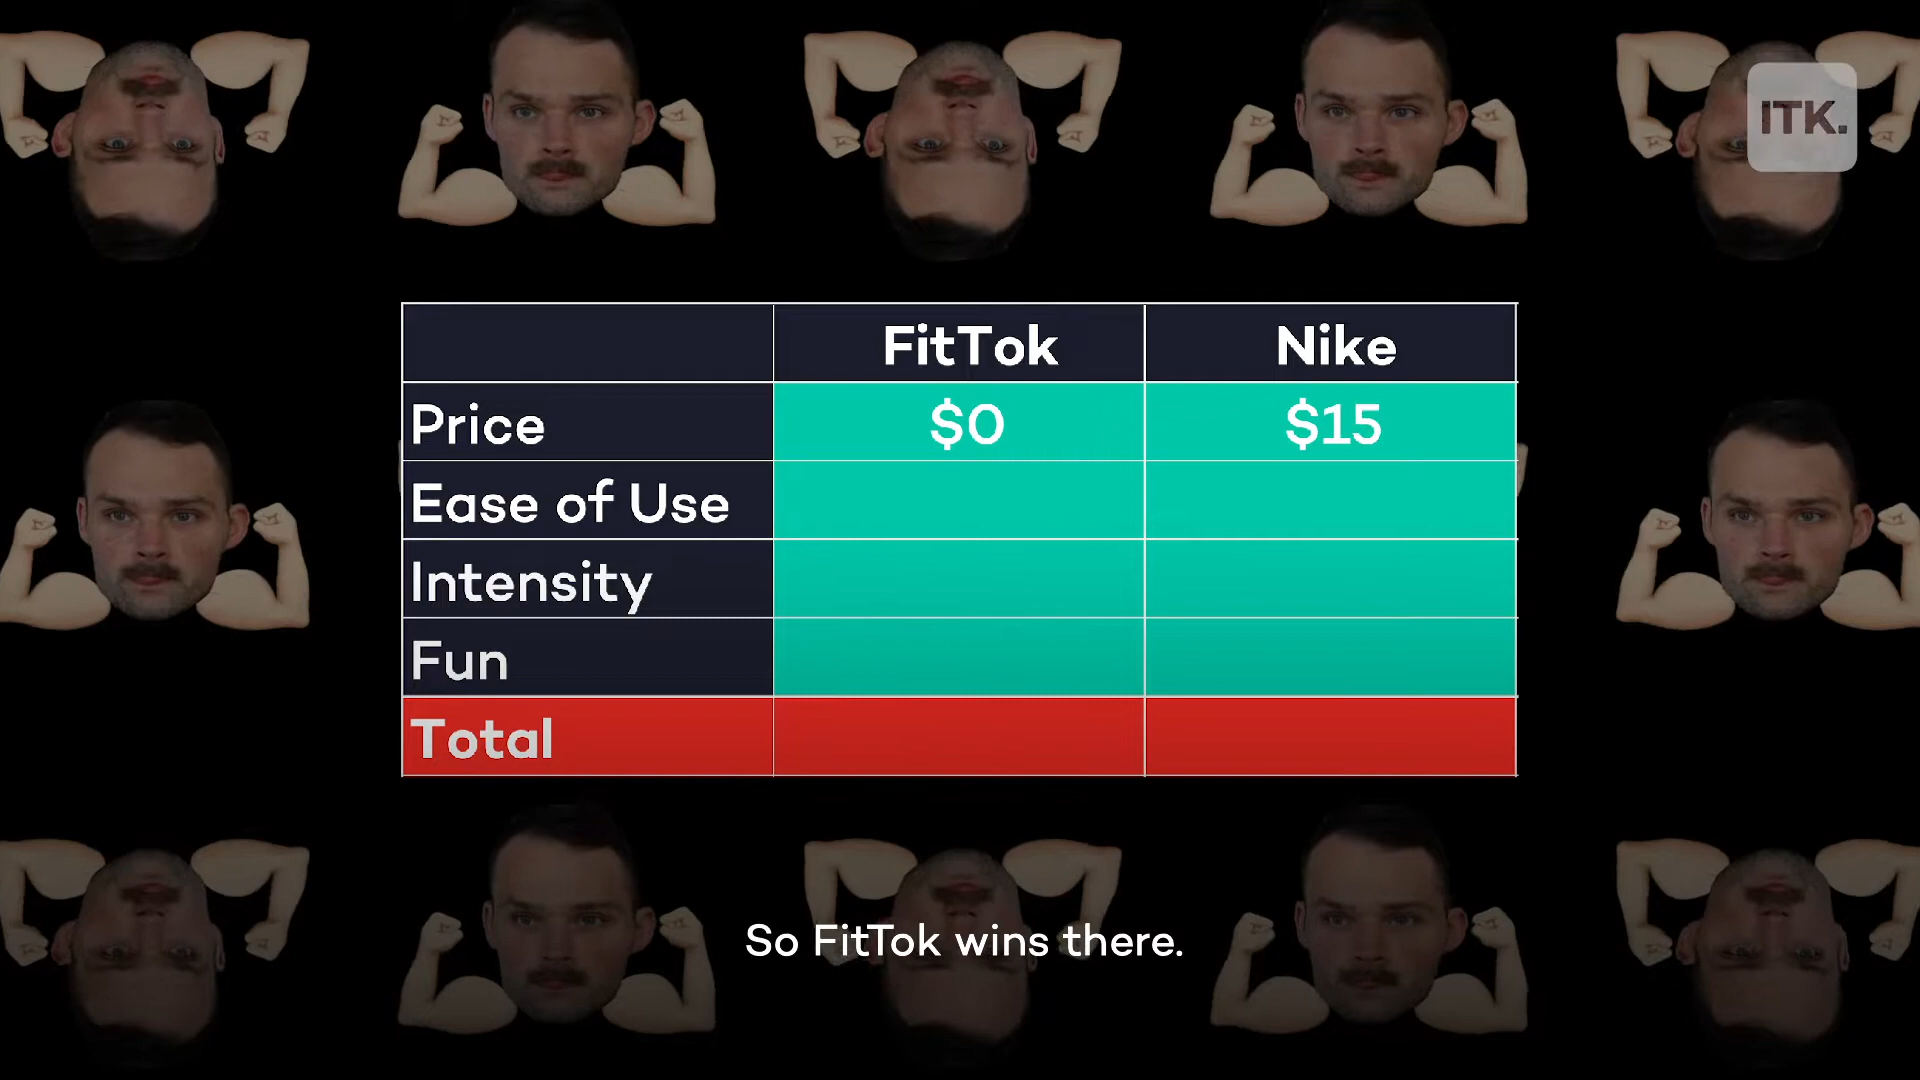 ITK.
FitTok Nike
Price $0 $15
Ease of Use
Intensity
Fun
Total
So FitTok wins there.